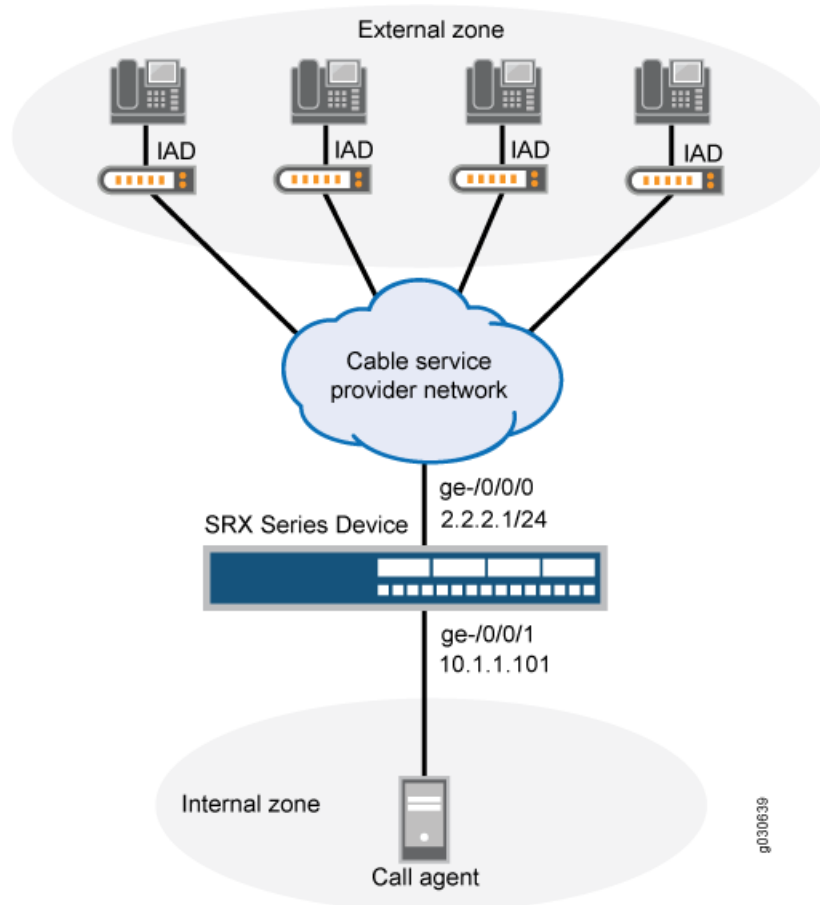 External zone
IAD
IAD
IAD
IAD
Cable service
provider network
ge-/0/0/0
2.2.2.1/24
SRX Series Device
ge-/0/0/1
10.1.1.101
Internal zone
Call agent
g030639